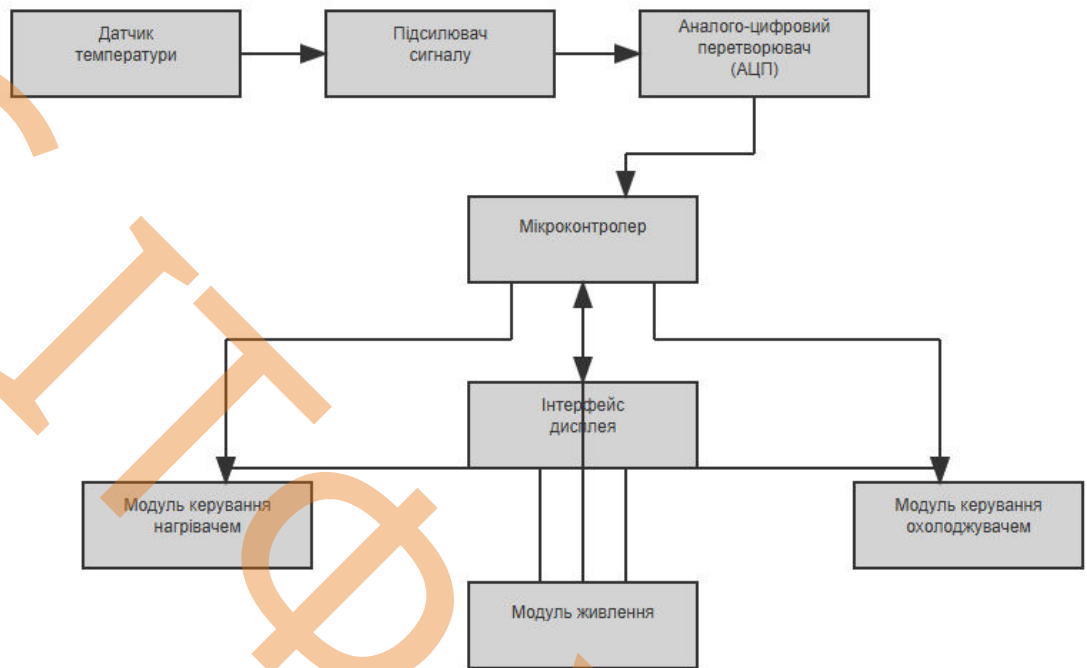 Датчик
температури
Підсилювач
сигналу
Аналого-цифровий
перетворювач
(АЦП)
Мікроконтролер
Інтерфейс
дисплея
Модуль керування
нагрівачем
Модуль керування
охолоджувачем
Модуль живлення
ІТФ